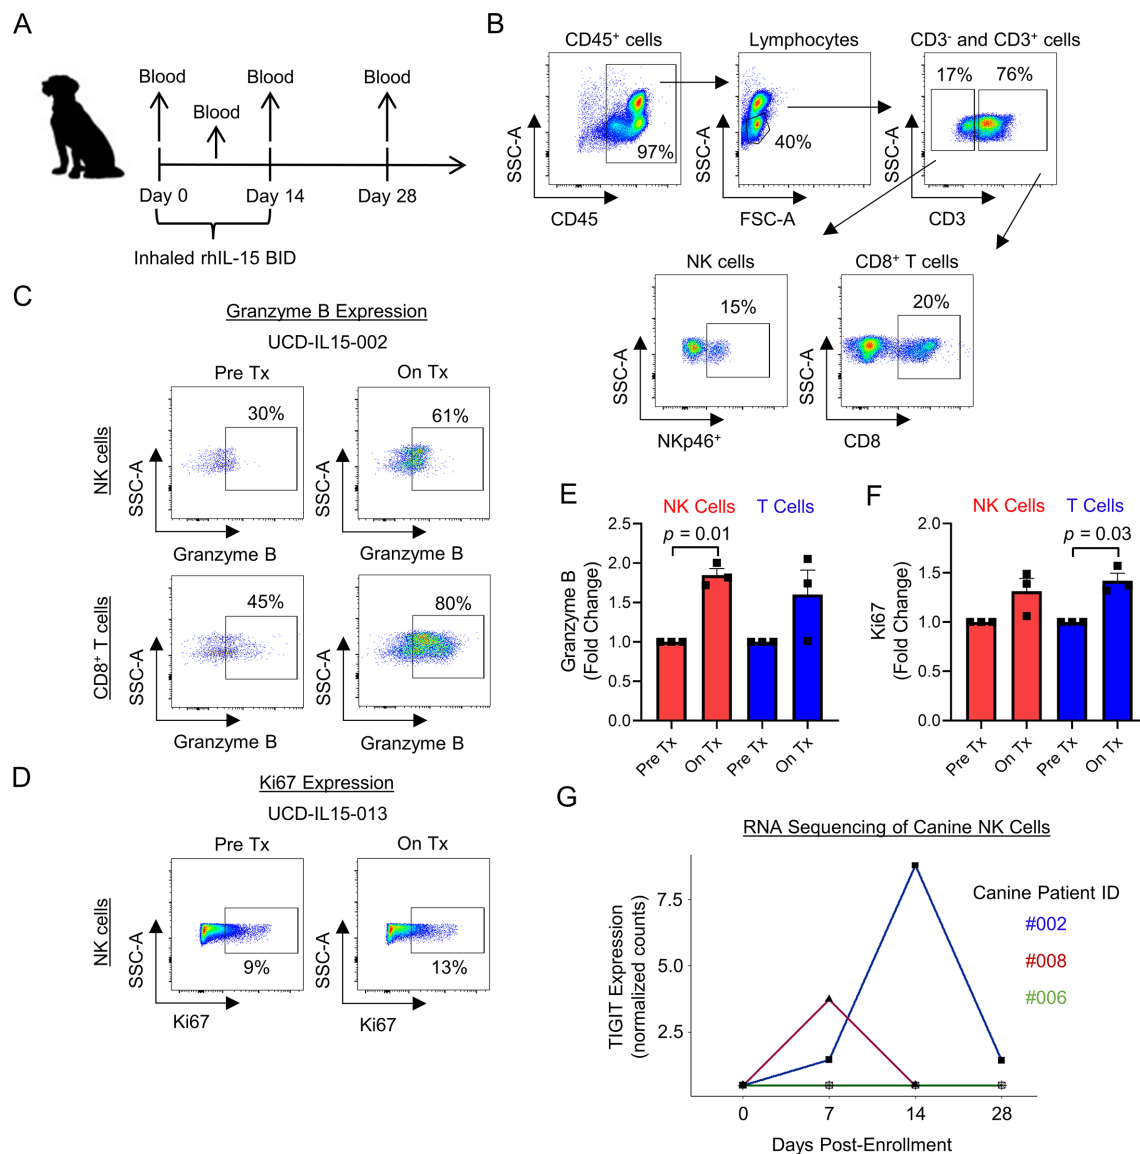 A
Blood
Blood
Blood
Blood
Day 0
Day 14
Day 28
Inhaled rhIL-15 BID
B
CD45⁺ cells
Lymphocytes
CD3⁻ and CD3⁺ cells
97%
40%
17%
76%
SSC-A
SSC-A
SSC-A
CD45
FSC-A
CD3
NK cells
CD8⁺ T cells
15%
20%
SSC-A
SSC-A
NKp46⁺
CD8
C
Granzyme B Expression
UCD-IL15-002
Pre Tx
On Tx
NK cells
SSC-A
30%
SSC-A
61%
Granzyme B
Granzyme B
CD8⁺ T cells
SSC-A
45%
SSC-A
80%
Granzyme B
Granzyme B
D
Ki67 Expression
UCD-IL15-013
Pre Tx
On Tx
NK cells
SSC-A
9%
SSC-A
13%
Ki67
Ki67
E
NK Cells
T Cells
p = 0.01
Granzyme B
(Fold Change)
2.5
2.0
1.5
1.0
0.5
0.0
Pre Tx
On Tx
Pre Tx
On Tx
F
NK Cells
T Cells
p = 0.03
Ki67
(Fold Change)
2.0
1.5
1.0
0.5
0.0
Pre Tx
On Tx
Pre Tx
On Tx
G
RNA Sequencing of Canine NK Cells
TIGIT Expression
(normalized counts)
7.5
5.0
2.5
0
7
14
28
Days Post-Enrollment
Canine Patient ID
#002
#008
#006